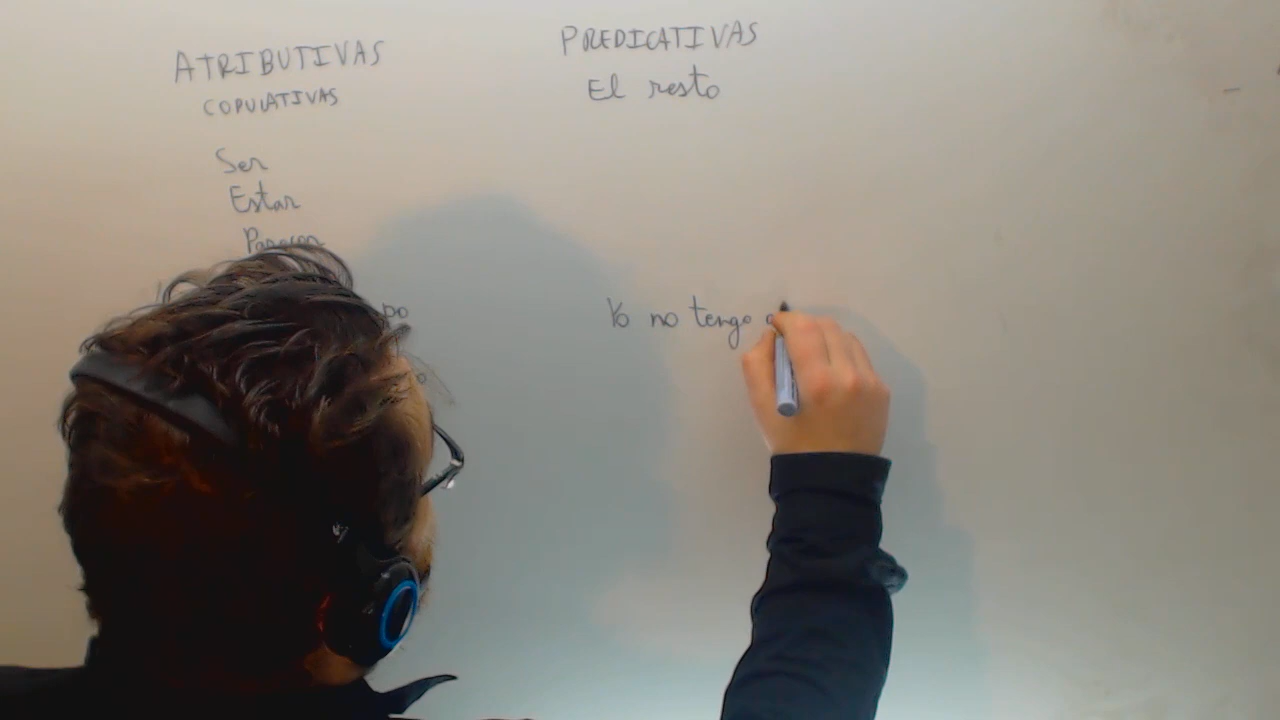 ATRIBUTIVAS
COPULATIVAS
Ser
Estar
Parecer
PREDICATIVAS
El resto
Yo no tengo